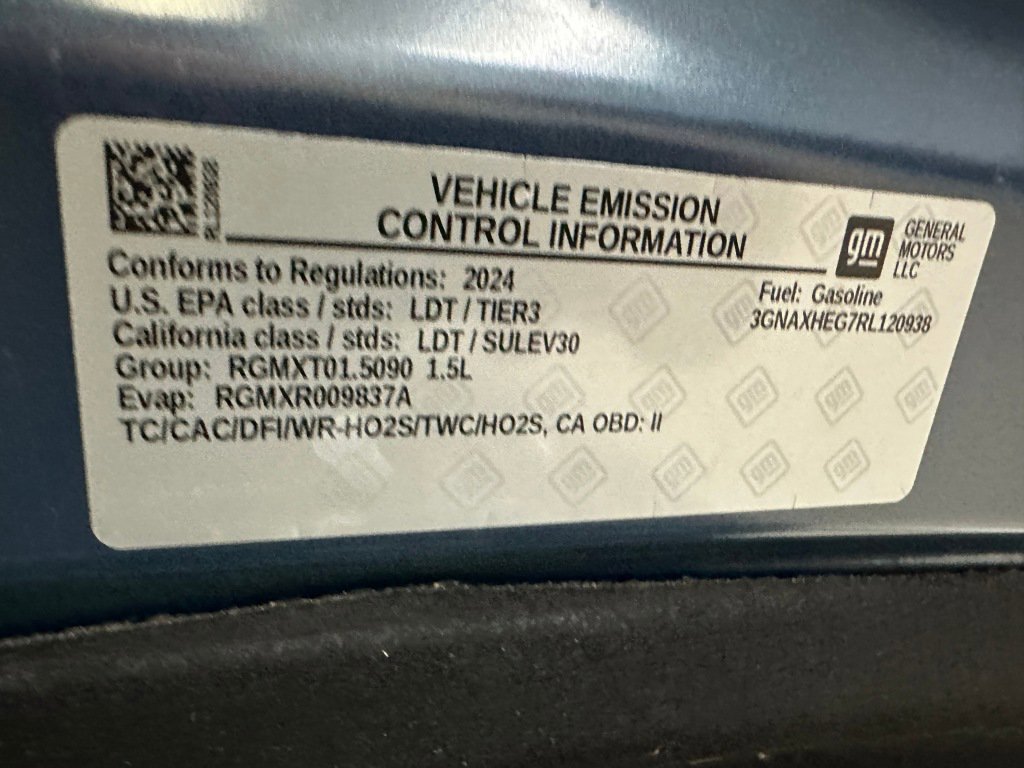 VEHICLE EMISSION
CONTROL INFORMATION
gm
GENERAL
MOTORS
LLC
RL120938
Conforms to Regulations: 2024
U.S. EPA class / stds: LDT / TIER3
California class / stds: LDT / SULEV30
Group: RGMXT01.5090 1.5L
Evap: RGMXR009837A
TC/CAC/DFI/WR-HO2S/TWC/HO2S, CA OBD: II
Fuel: Gasoline
3GNAXHEG7RL120938